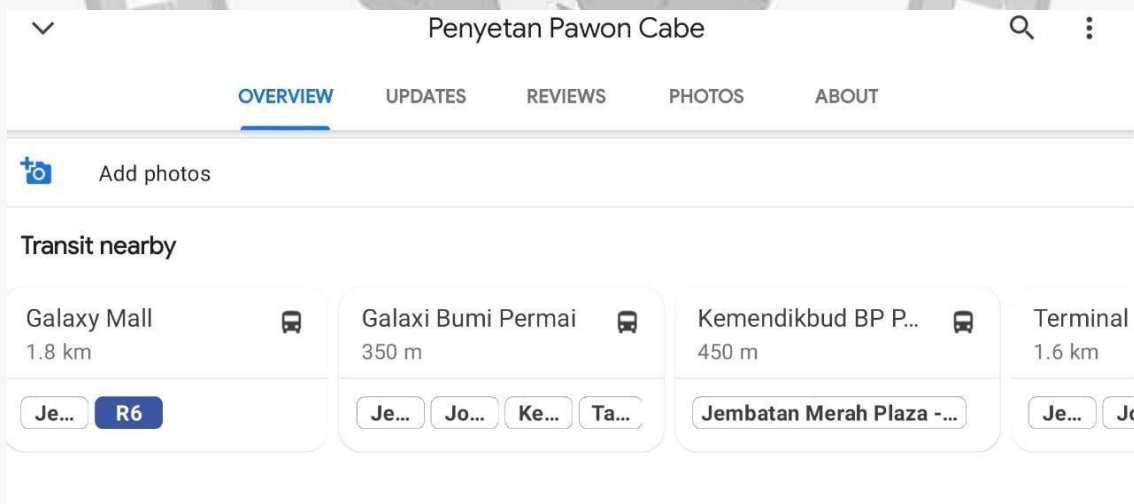 Penyetan Pawon Cabe
OVERVIEW UPDATES REVIEWS PHOTOS ABOUT
Add photos
Transit nearby
Galaxy Mall
1.8 km
Je... R6
Galaxi Bumi Permai
350 m
Je... Jo... Ke... Ta...
Kemendikbud BP P...
450 m
Jembatan Merah Plaza -...
Terminal
1.6 km
Je... Jo